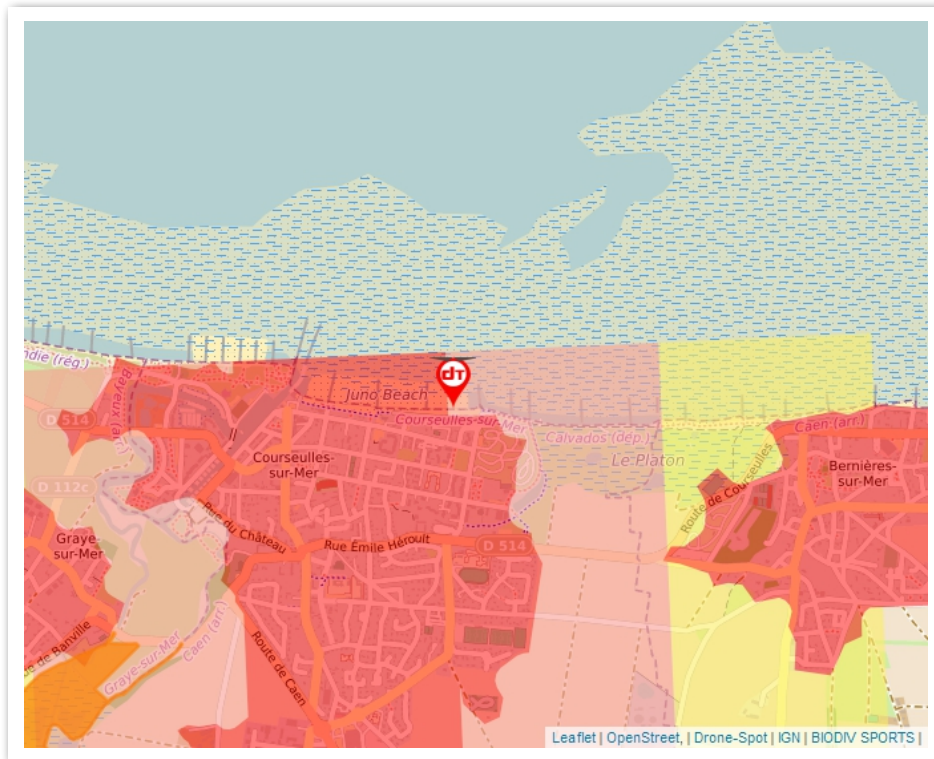 ndie (rég.)
Bayeux (arr.)
Juno Beach
dT
D 514
Courseulles-sur-Mer
Caen (arr.)
Calvados (dép.)
Le Platon
Courseulles-
sur-Mer
Bernières-
sur-Mer
D 112c
Route de Courseulles
Rue du Château
Graye-
sur-Mer
Rue Émile Héroult
D 514
Caen (arr.)
Graye-sur-Mer
ue de Banville
Route de Caen
Leaflet | OpenStreet, | Drone-Spot | IGN | BIODIV SPORTS |